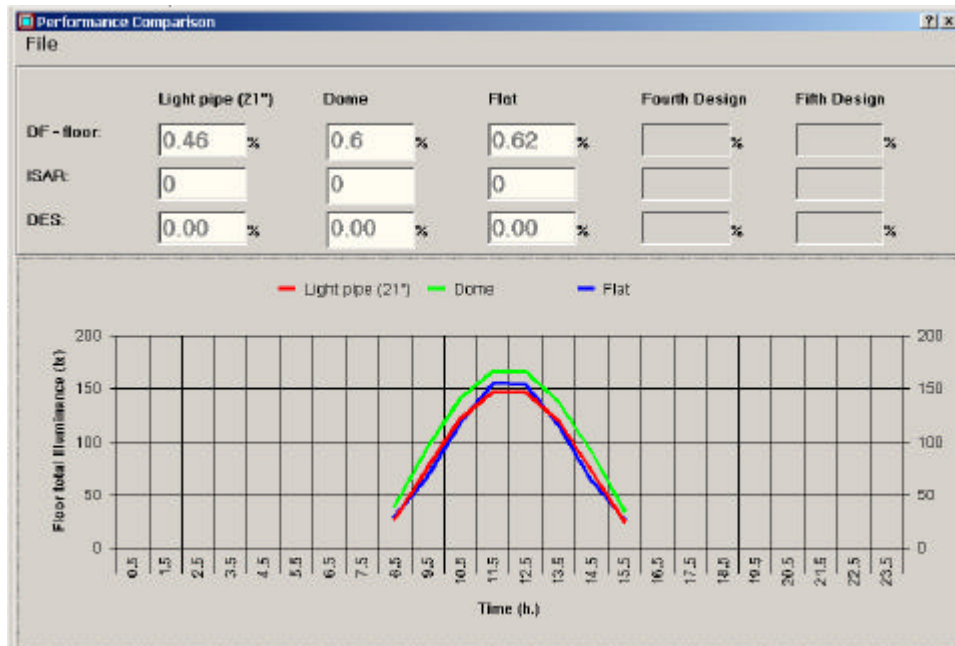 Performance Comparison
File
Light pipe (21") Dome Flat Fourth Design Fifth Design
DF - floor: 0.46 % 0.6 % 0.62 % % %
ISAR: 0 0 0
DES: 0.00 % 0.00 % 0.00 % % %
Light pipe (21") Dome Flat
Floor total Illuminance (lx)
200 200
150 150
100 100
50 50
0 0
0.5 1.5 2.5 3.5 4.5 5.5 6.5 7.5 8.5 9.5 10.5 11.5 12.5 13.5 14.5 15.5 16.5 17.5 18.5 19.5 20.5 21.5 22.5 23.5
Time (h.)